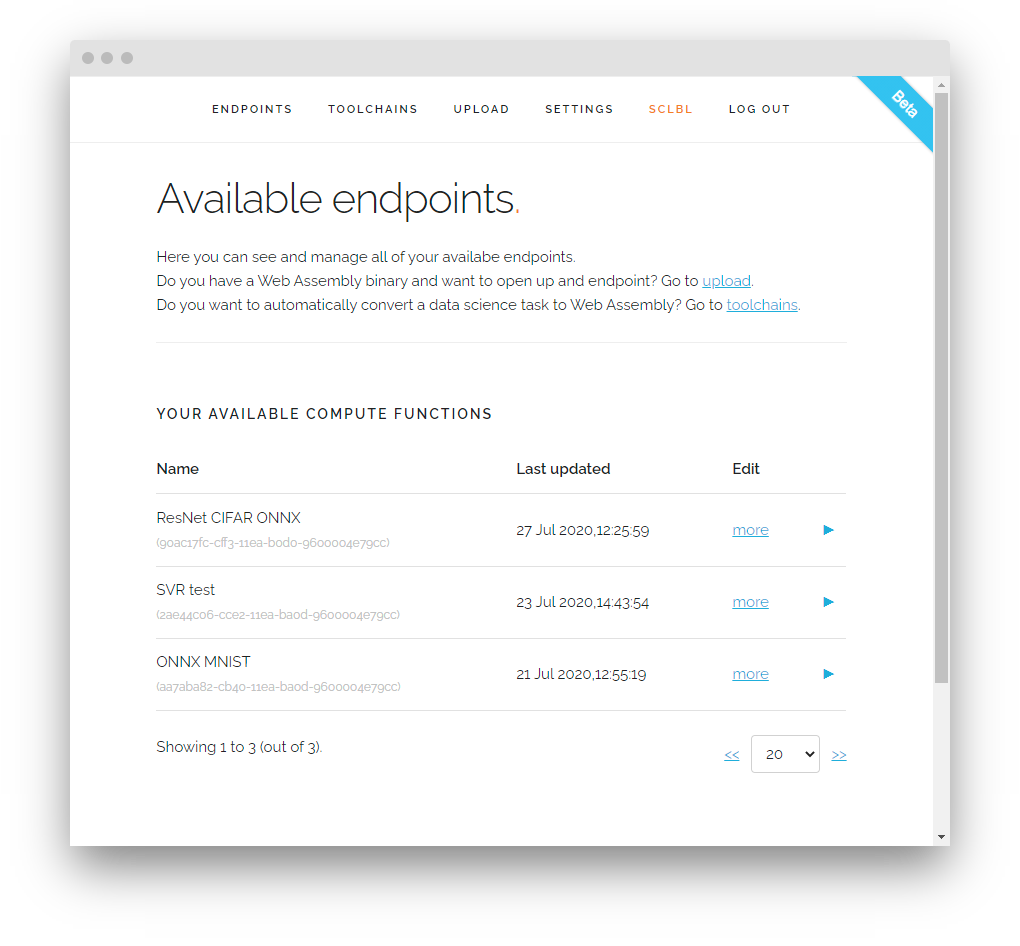 Beta
ENDPOINTS TOOLCHAINS UPLOAD SETTINGS SCLBL LOG OUT
Available endpoints.
Here you can see and manage all of your availabe endpoints.
Do you have a Web Assembly binary and want to open up and endpoint? Go to upload.
Do you want to automatically convert a data science task to Web Assembly? Go to toolchains.
YOUR AVAILABLE COMPUTE FUNCTIONS
Name Last updated Edit
ResNet CIFAR ONNX
(90ac17fc-cff3-11ea-b0d0-9600004e79cc)
27 Jul 2020,12:25:59 more
SVR test
(2ae44c06-cce2-11ea-ba0d-9600004e79cc)
23 Jul 2020,14:43:54 more
ONNX MNIST
(aa7aba82-cb40-11ea-ba0d-9600004e79cc)
21 Jul 2020,12:55:19 more
Showing 1 to 3 (out of 3).
<< 20 >>